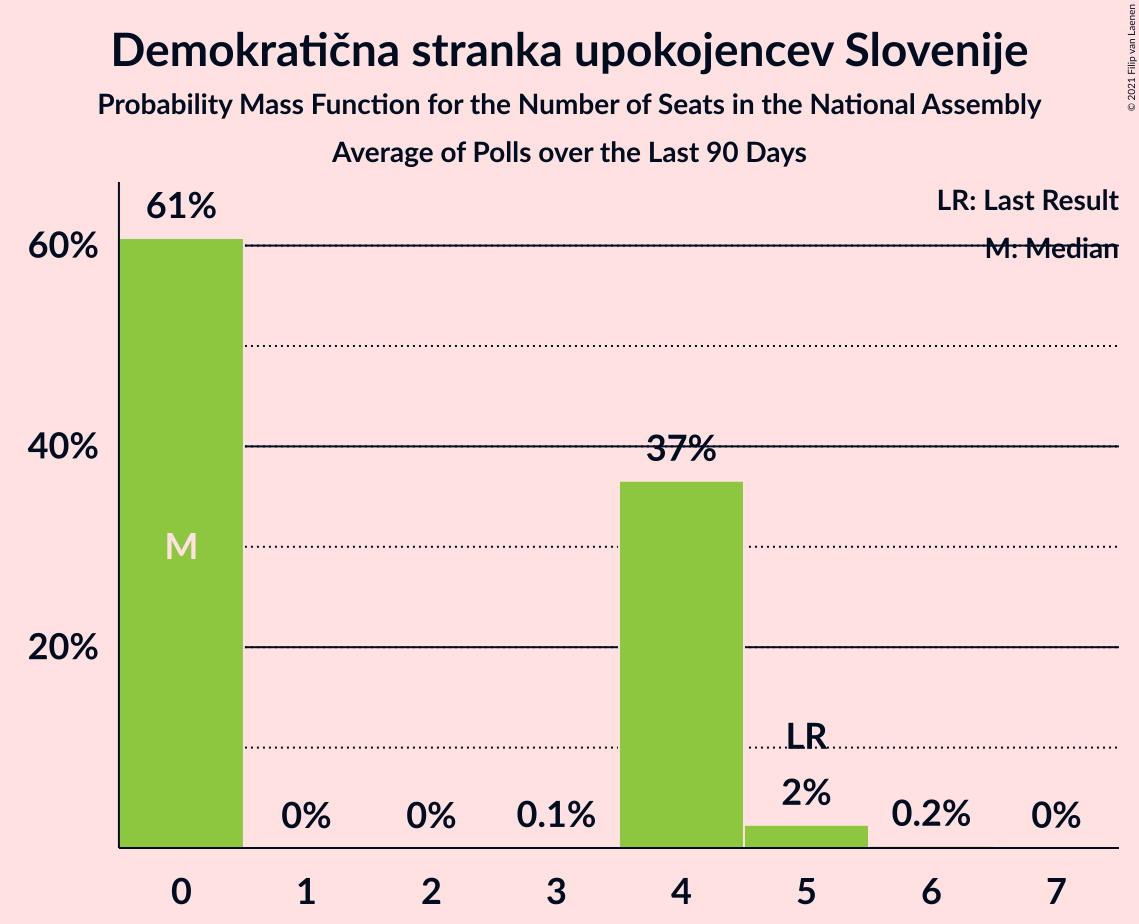 Demokratična stranka upokojencev Slovenije
Probability Mass Function for the Number of Seats in the National Assembly
Average of Polls over the Last 90 Days
© 2021 Filip van Laenen
LR: Last Result
M: Median
61%
60%
40%
37%
M
20%
LR
2%
0%
0%
0.1%
0.2%
0%
0
1
2
3
4
5
6
7